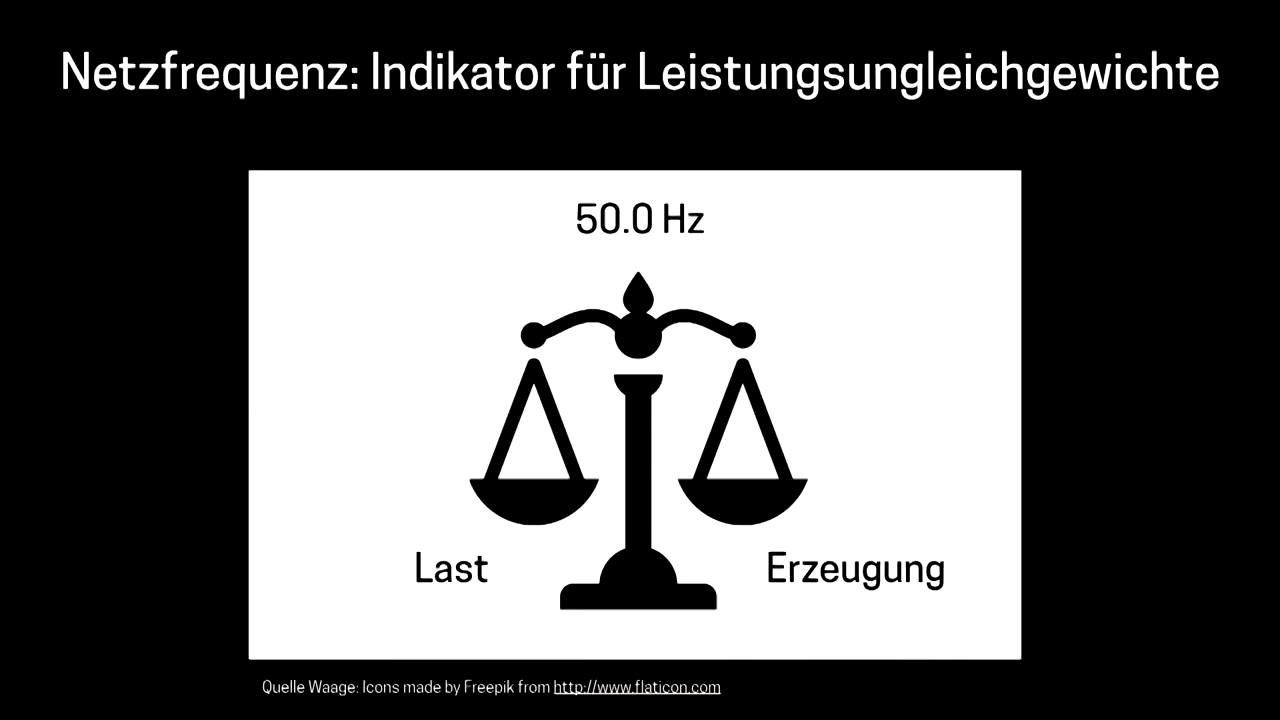 Netzfrequenz: Indikator für Leistungsungleichgewichte
50.0 Hz
Last
Erzeugung
Quelle Waage: Icons made by Freepik from http://www.flaticon.com